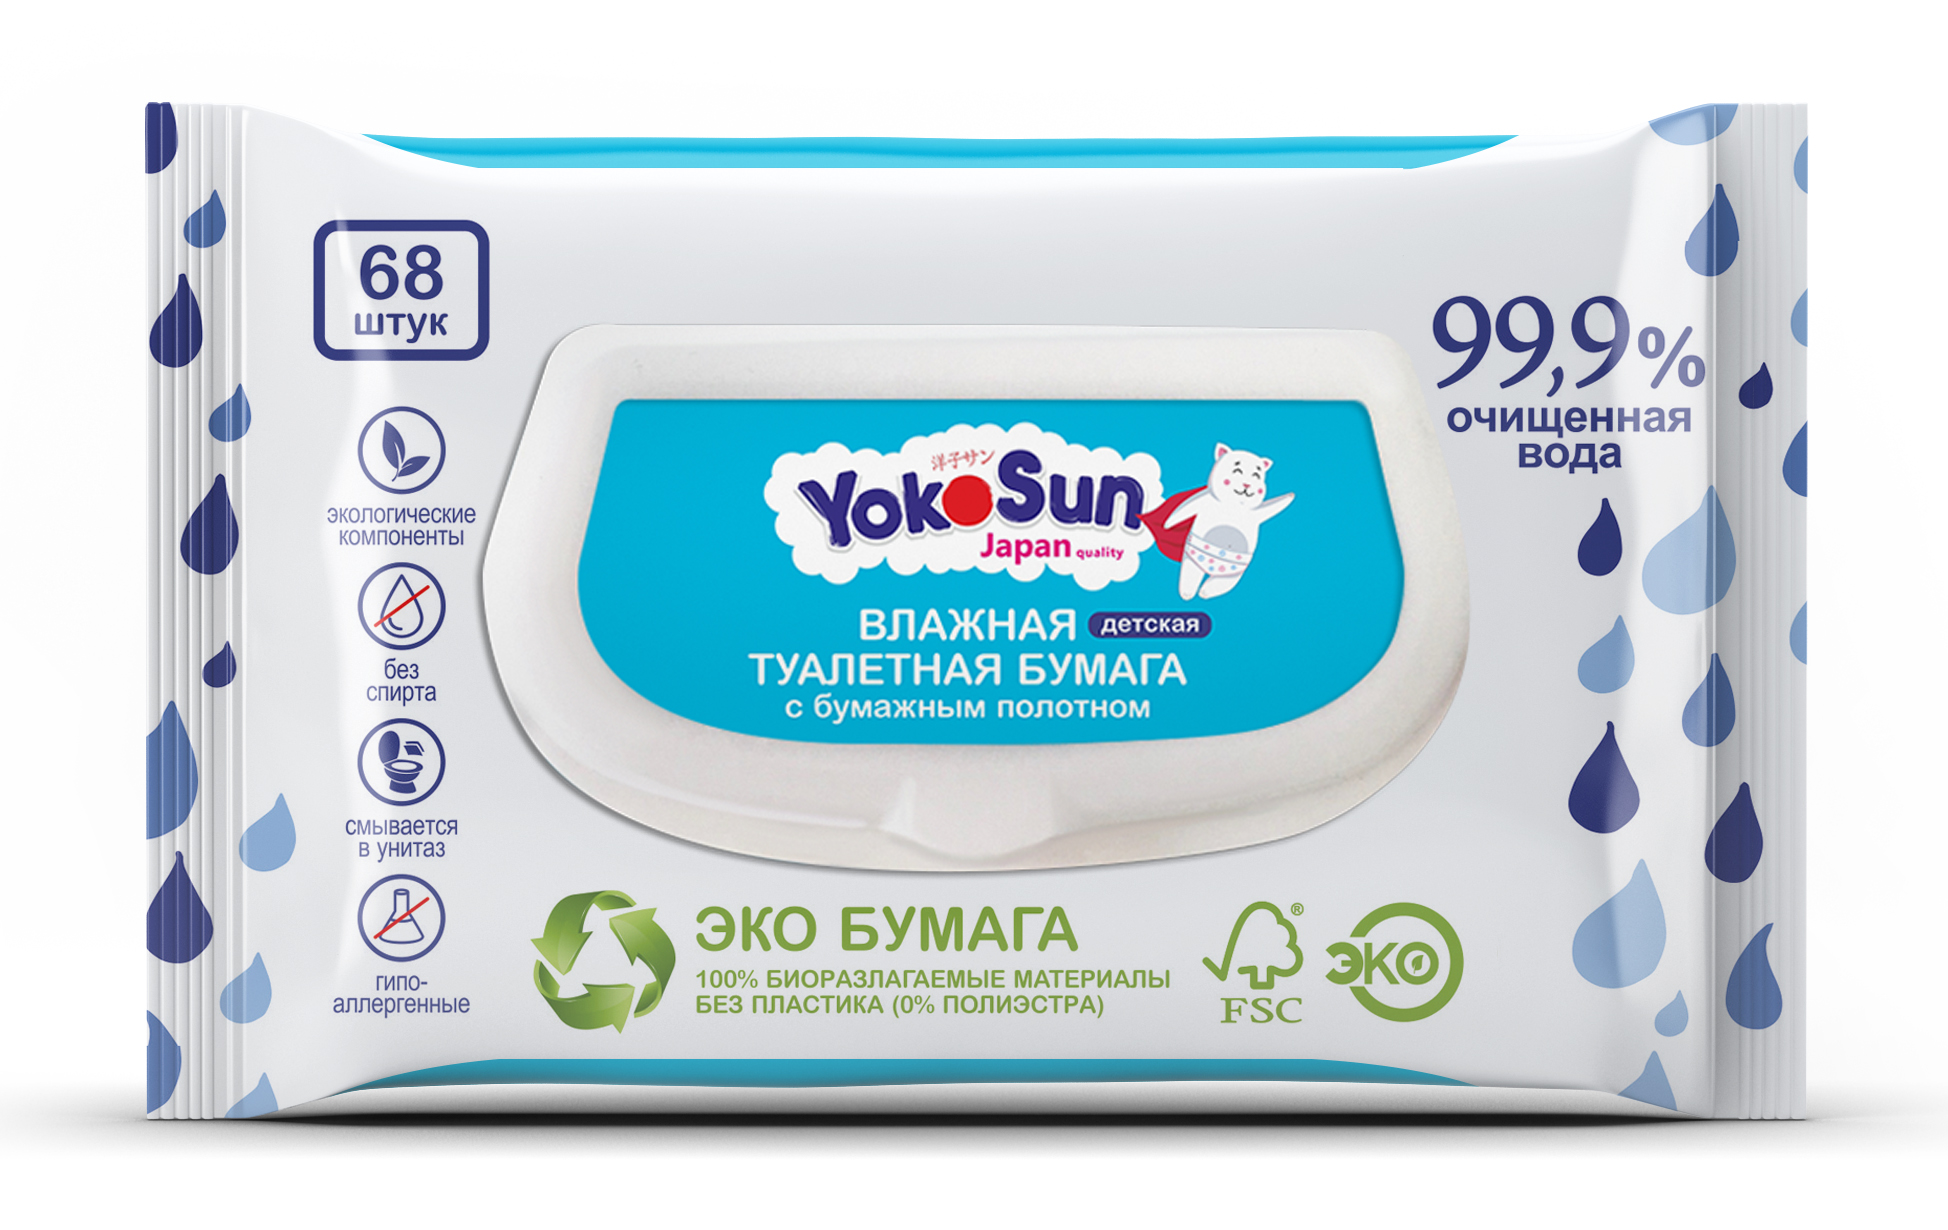 68
штук
99,9%
очищенная
вода
экологические
компоненты
без
спирта
смывается
в унитаз
гипо-
аллергенные
洋子サン
YokoSun
Japan quality
ВЛАЖНАЯ детская
ТУАЛЕТНАЯ БУМАГА
с бумажным полотном
ЭКО БУМАГА
100% БИОРАЗЛАГАЕМЫЕ МАТЕРИАЛЫ
БЕЗ ПЛАСТИКА (0% ПОЛИЭСТРА)
®
FSC
ЭКО